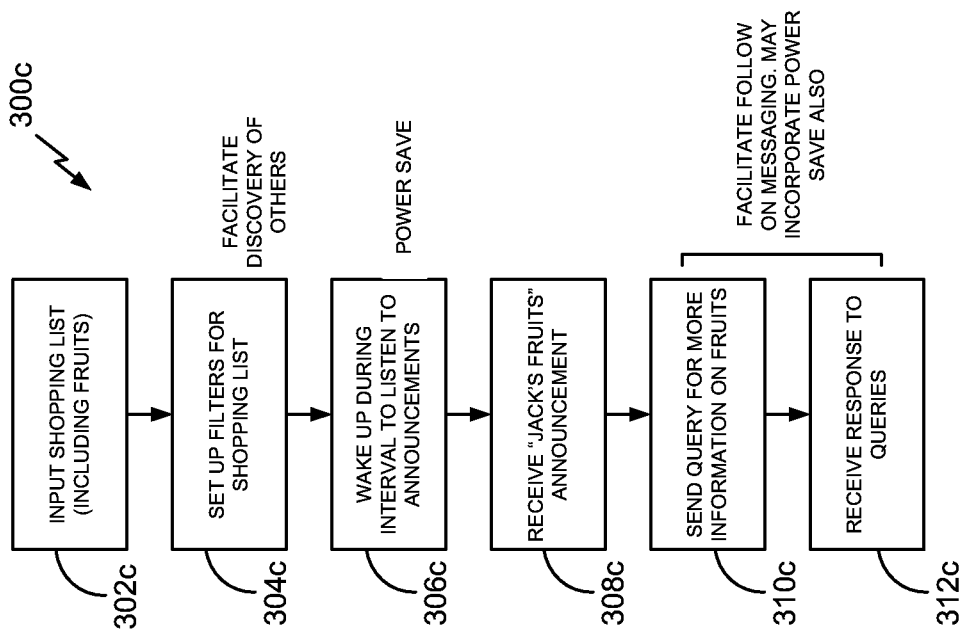 300c
INPUT SHOPPING LIST
(INCLUDING FRUITS)
302c
SET UP FILTERS FOR
SHOPPING LIST
304c
FACILITATE
DISCOVERY OF
OTHERS
WAKE UP DURING
INTERVAL TO LISTEN TO
ANNOUNCEMENTS
306c
POWER SAVE
RECEIVE “JACK’S FRUITS”
ANNOUNCEMENT
308c
SEND QUERY FOR MORE
INFORMATION ON FRUITS
310c
RECEIVE RESPONSE TO
QUERIES
312c
FACILITATE FOLLOW
ON MESSAGING. MAY
INCORPORATE POWER
SAVE ALSO